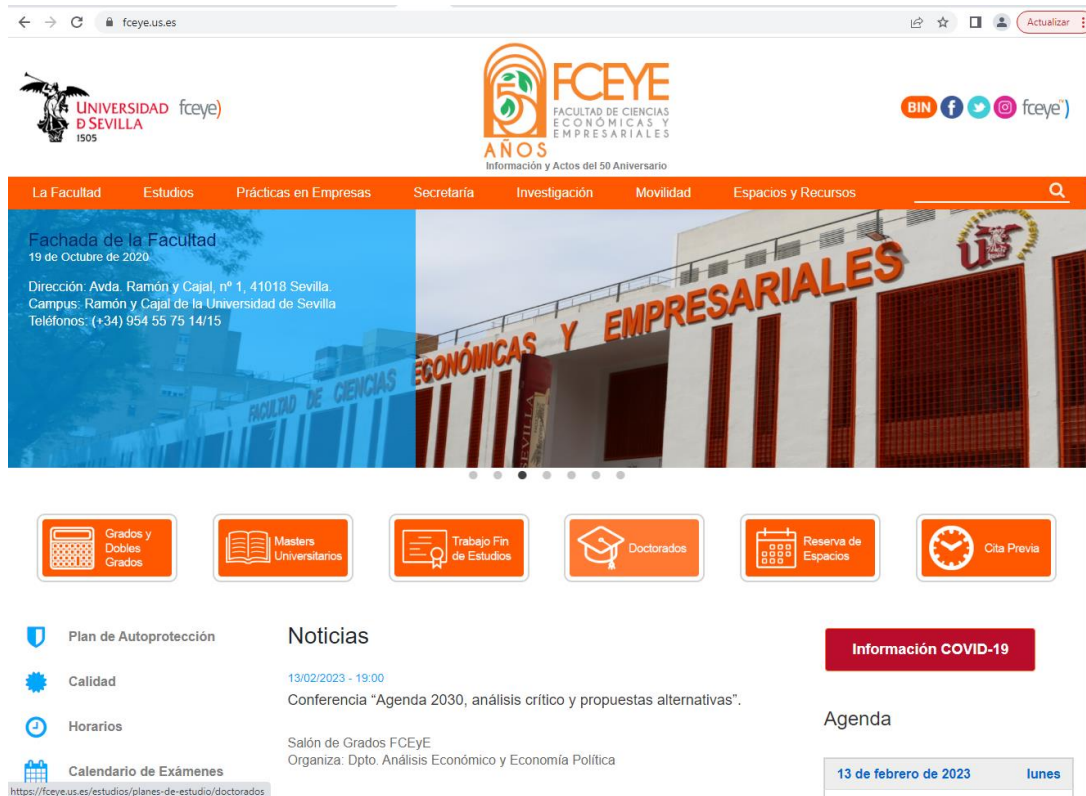 fceye.us.es
Actualizar
UNIVERSIDAD
Ð SEVILLA
1505
fceye)
50
AÑOS
FCEYE
FACULTAD DE CIENCIAS
ECONÓMICAS Y
EMPRESARIALES
Información y Actos del 50 Aniversario
BIN
fceye)
La Facultad Estudios Prácticas en Empresas Secretaría Investigación Movilidad Espacios y Recursos
Fachada de la Facultad
19 de Octubre de 2020
Dirección: Avda. Ramón y Cajal, nº 1, 41018 Sevilla.
Campus: Ramón y Cajal de la Universidad de Sevilla
Teléfonos: (+34) 954 55 75 14/15
FACULTAD DE CIENCIAS ECONÓMICAS Y EMPRESARIALES
SEVILLA
Grados y
Dobles
Grados
Masters
Universitarios
Trabajo Fin
de Estudios
Doctorados
Reserva de
Espacios
Cita Previa
Plan de Autoprotección
Calidad
Horarios
Calendario de Exámenes
Noticias
13/02/2023 - 19:00
Conferencia “Agenda 2030, análisis crítico y propuestas alternativas”.
Salón de Grados FCEyE
Organiza: Dpto. Análisis Económico y Economía Política
Información COVID-19
Agenda
13 de febrero de 2023 lunes
https://fceye.us.es/estudios/planes-de-estudio/doctorados